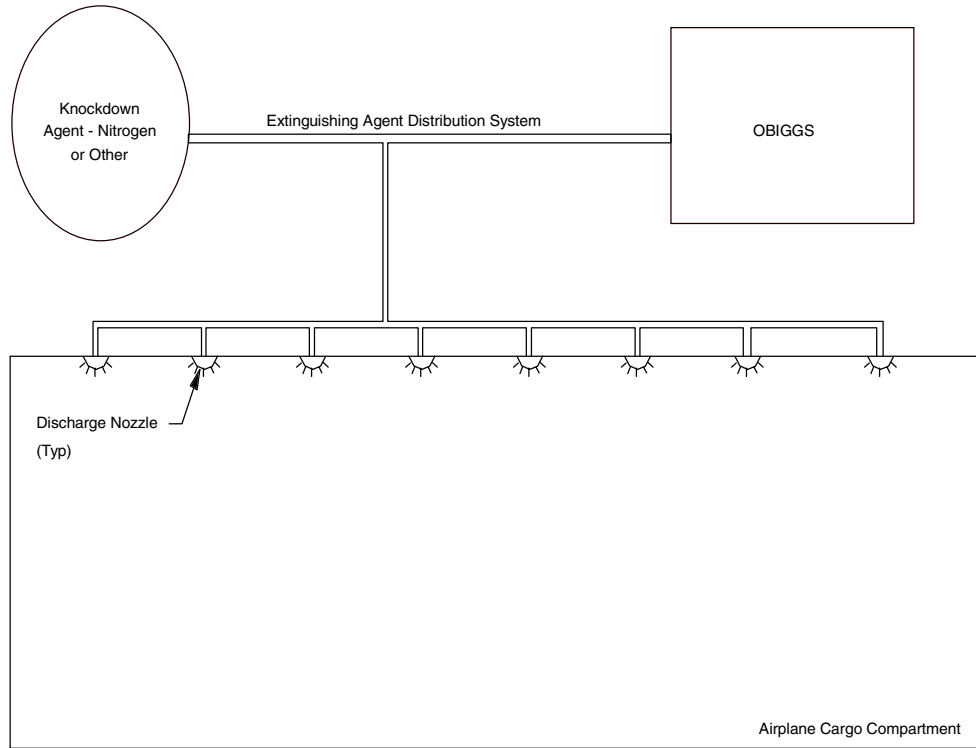 Knockdown
Agent - Nitrogen
or Other
Extinguishing Agent Distribution System
OBIGGS
Discharge Nozzle
(Typ)
Airplane Cargo Compartment